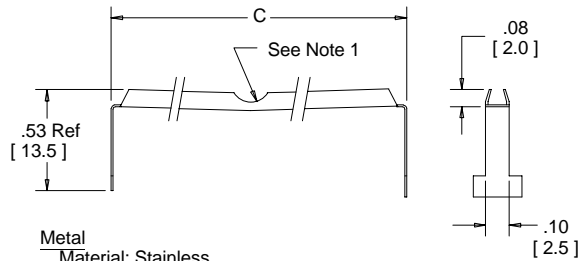 C
See Note 1
.08
[ 2.0 ]
.53 Ref
[ 13.5 ]
.10
[ 2.5 ]
Metal
Material: Stainless